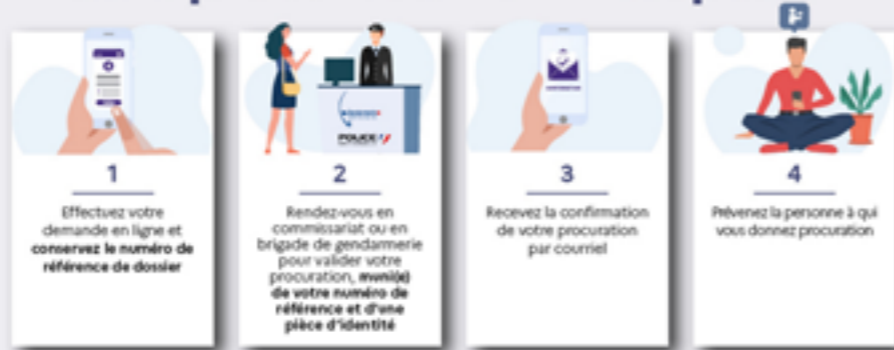 1
Effectuez votre
demande en ligne et
conservez le numéro de
référence de dossier
2
POLICE
Rendez-vous en
commissariat ou en
brigade de gendarmerie
pour valider votre
procuration, muni(e)
de votre numéro de
référence et d'une
pièce d'identité
3
Recevez la confirmation
de votre procuration
par courriel
4
Prévenez la personne à qui
vous donnez procuration